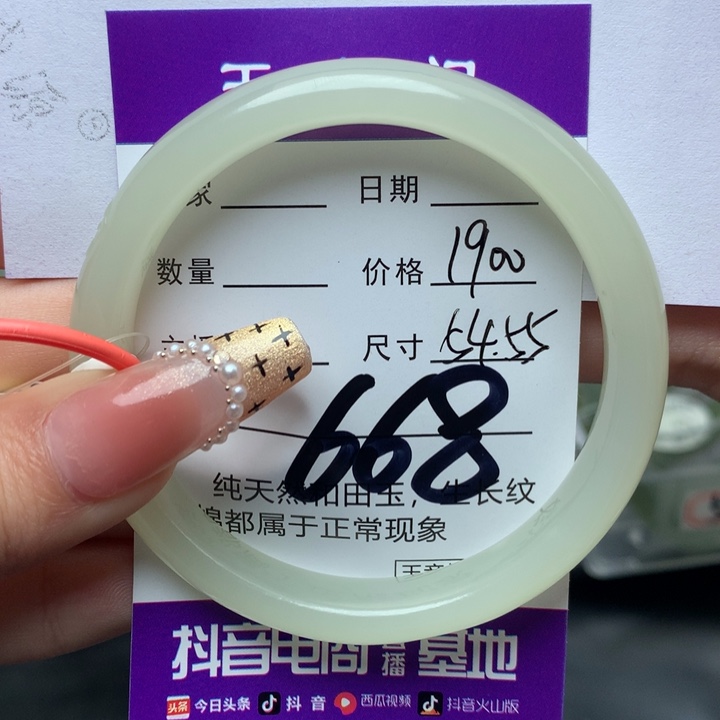 日期
数量 价格 1900
尺寸 54.55
668
纯天然和田玉，生长纹
棉都属于正常现象
抖音电商直播基地
头条 今日头条 抖音 西瓜视频 抖音火山版